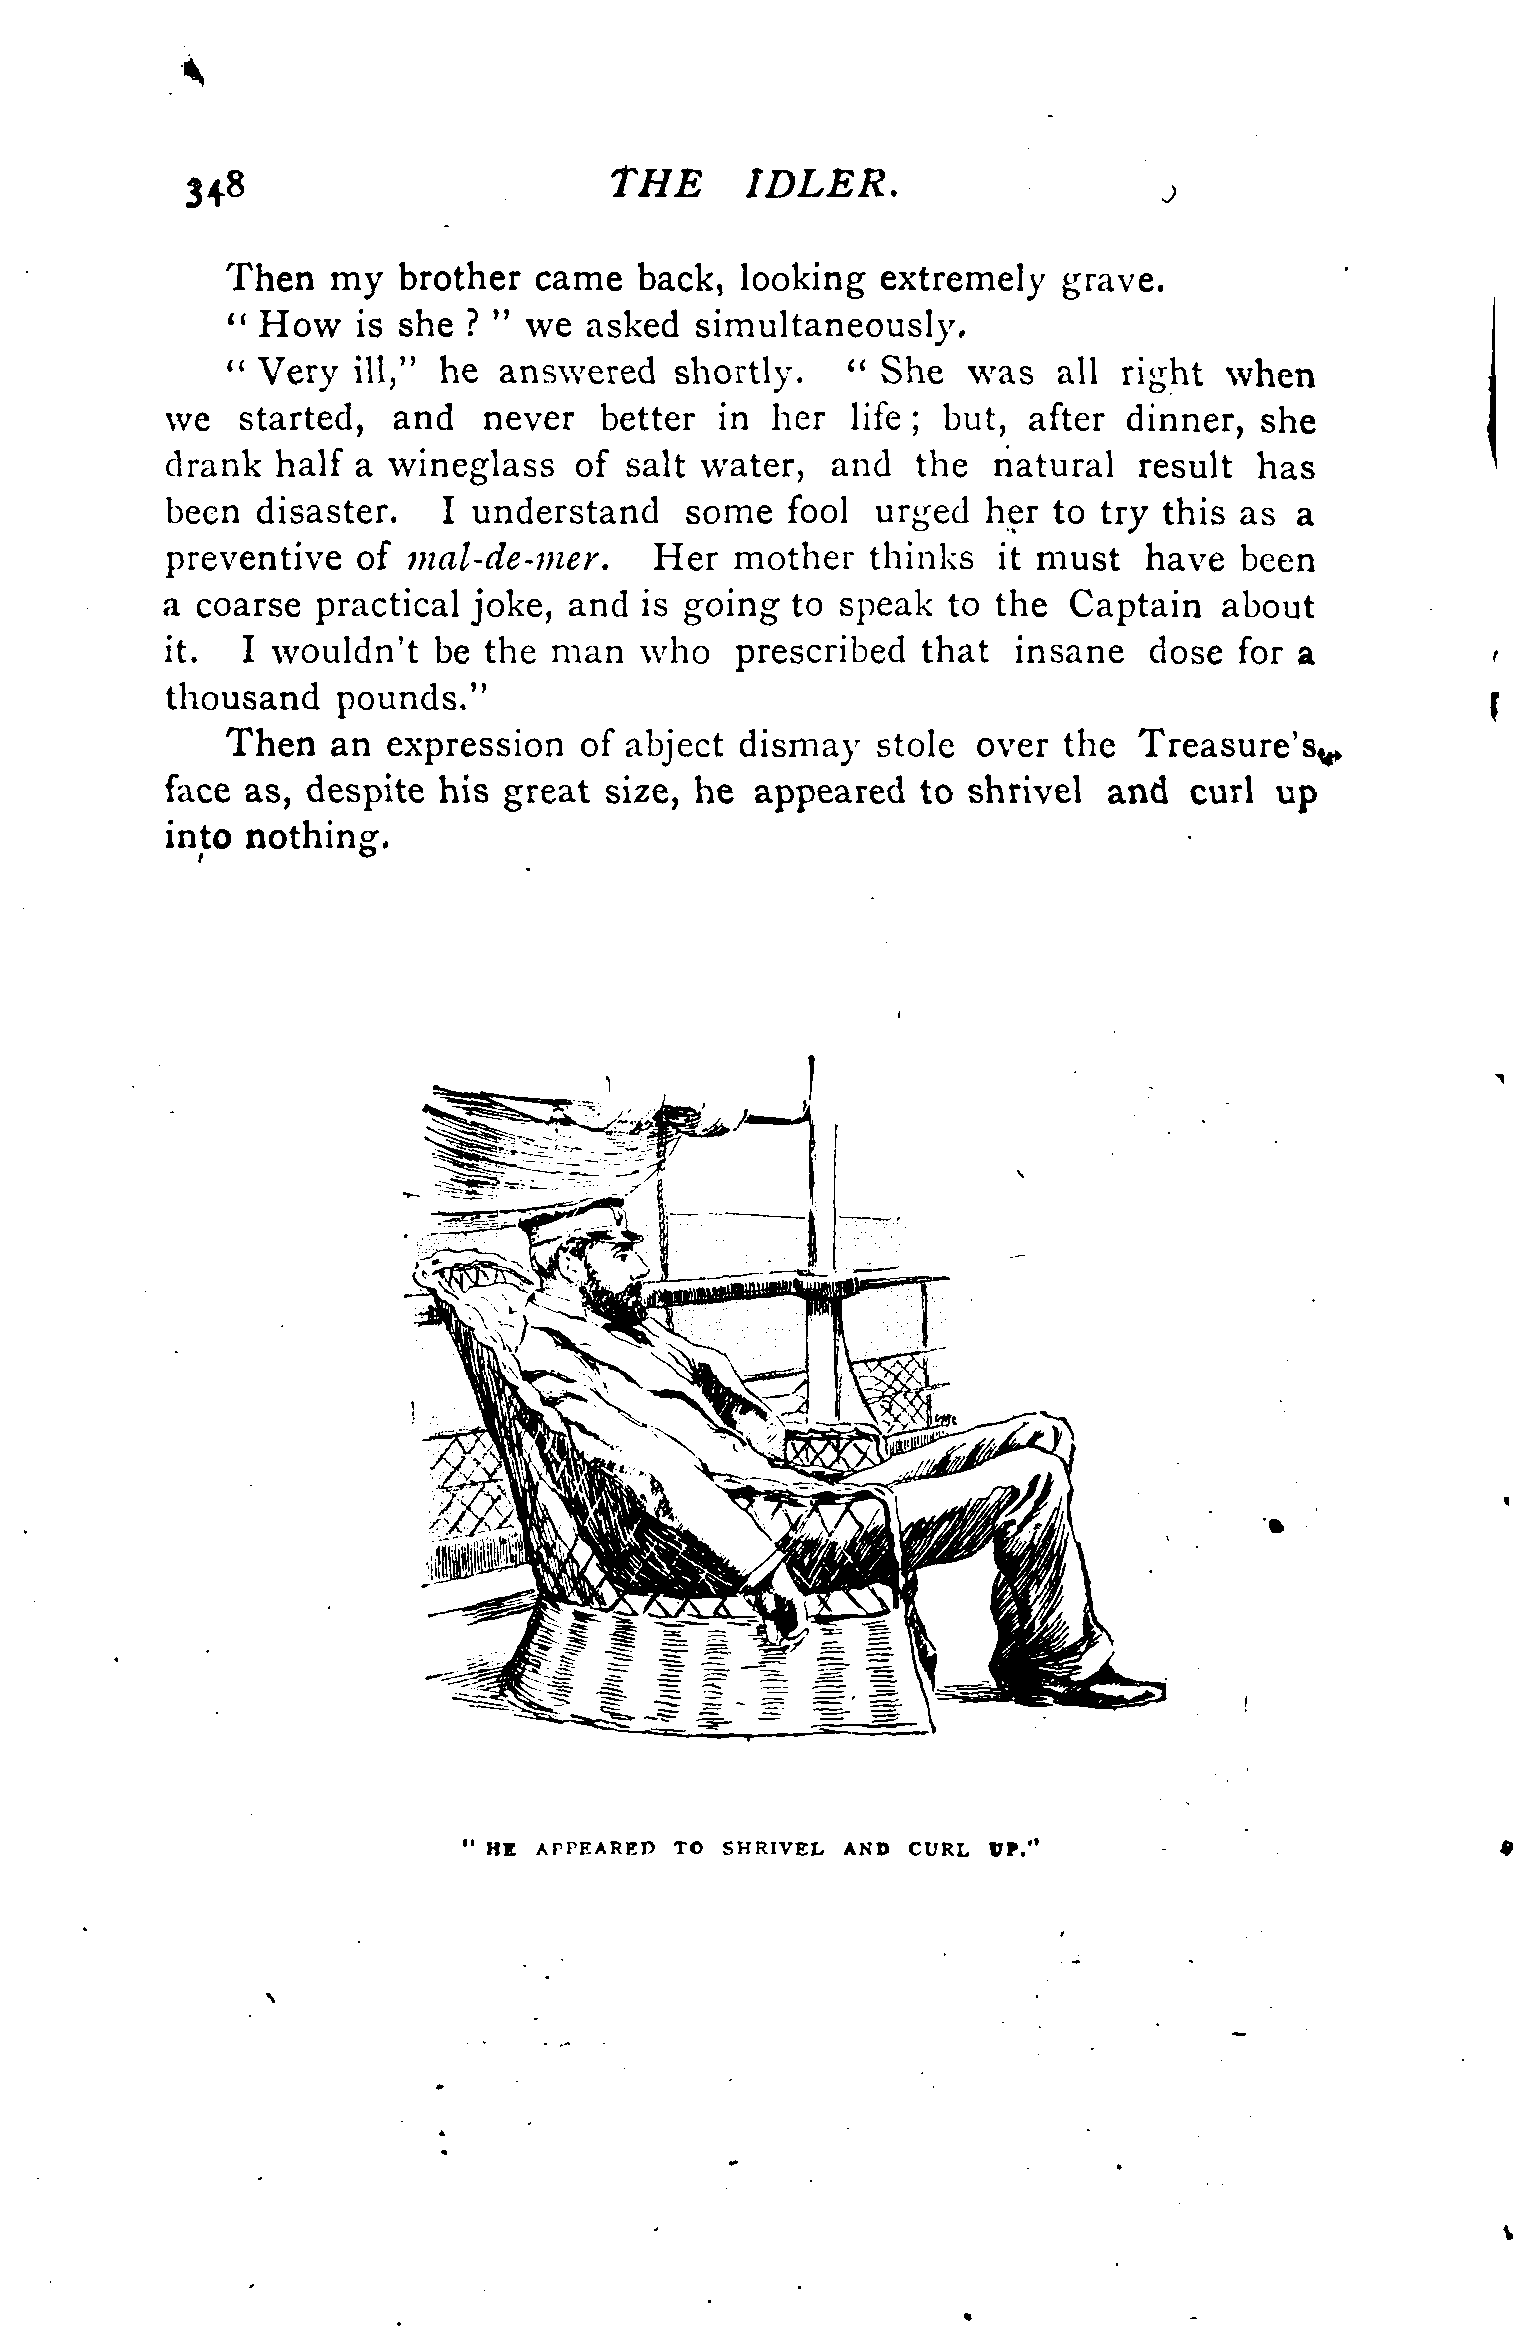 348 THE IDLER.
Then my brother came back, looking extremely grave.
“ How is she ? ” we asked simultaneously.
“ Very ill,” he answered shortly. “ She was all right when
we started, and never better in her life ; but, after dinner, she
drank half a wineglass of salt water, and the natural result has
been disaster. I understand some fool urged her to try this as a
preventive of mal-de-mer. Her mother thinks it must have been
a coarse practical joke, and is going to speak to the Captain about
it. I wouldn't be the man who prescribed that insane dose for a
thousand pounds.”
Then an expression of abject dismay stole over the Treasure's
face as, despite his great size, he appeared to shrivel and curl up
into nothing.
“ HE APPEARED TO SHRIVEL AND CURL UP.”